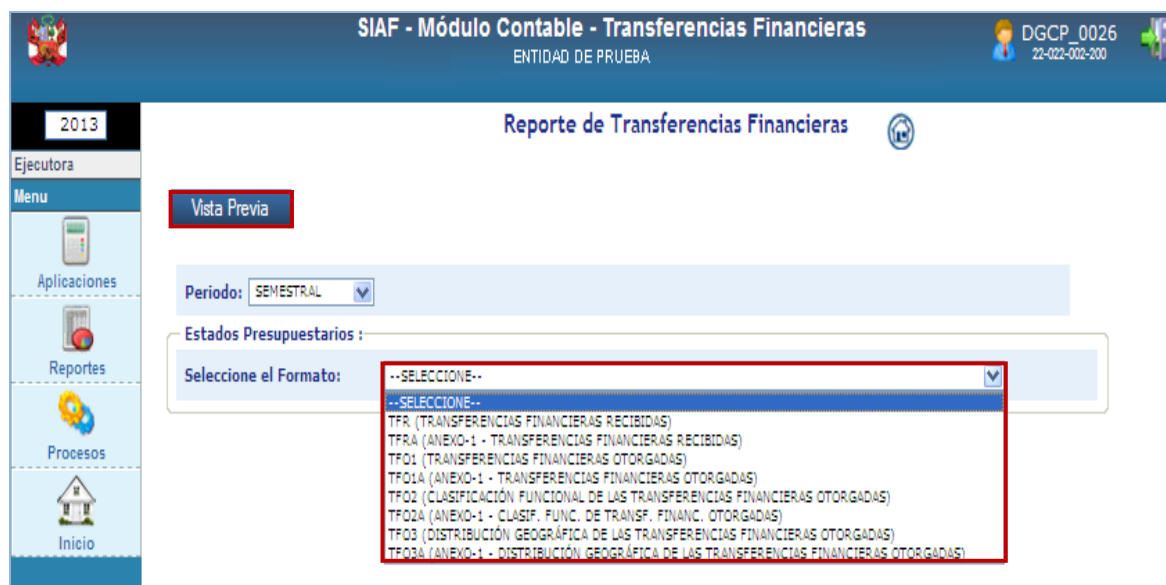 SIAF - Módulo Contable - Transferencias Financieras
ENTIDAD DE PRUEBA
DGCP_0026
22-022-002-200
2013
Ejecutora
Menu
Aplicaciones
Reportes
Procesos
Inicio
Reporte de Transferencias Financieras
Vista Previa
Periodo: SEMESTRAL
Estados Presupuestarios :
Seleccione el Formato: --SELECCIONE--
--SELECCIONE--
TFR (TRANSFERENCIAS FINANCIERAS RECIBIDAS)
TFRA (ANEXO-1 - TRANSFERENCIAS FINANCIERAS RECIBIDAS)
TFO1 (TRANSFERENCIAS FINANCIERAS OTORGADAS)
TFO1A (ANEXO-1 - TRANSFERENCIAS FINANCIERAS OTORGADAS)
TFO2 (CLASIFICACIÓN FUNCIONAL DE LAS TRANSFERENCIAS FINANCIERAS OTORGADAS)
TFO2A (ANEXO-1 - CLASIF. FUNC. DE TRANSF. FINANC. OTORGADAS)
TFO3 (DISTRIBUCIÓN GEOGRÁFICA DE LAS TRANSFERENCIAS FINANCIERAS OTORGADAS)
TFO3A (ANEXO-1 - DISTRIBUCIÓN GEOGRÁFICA DE LAS TRANSFERENCIAS FINANCIERAS OTORGADAS)